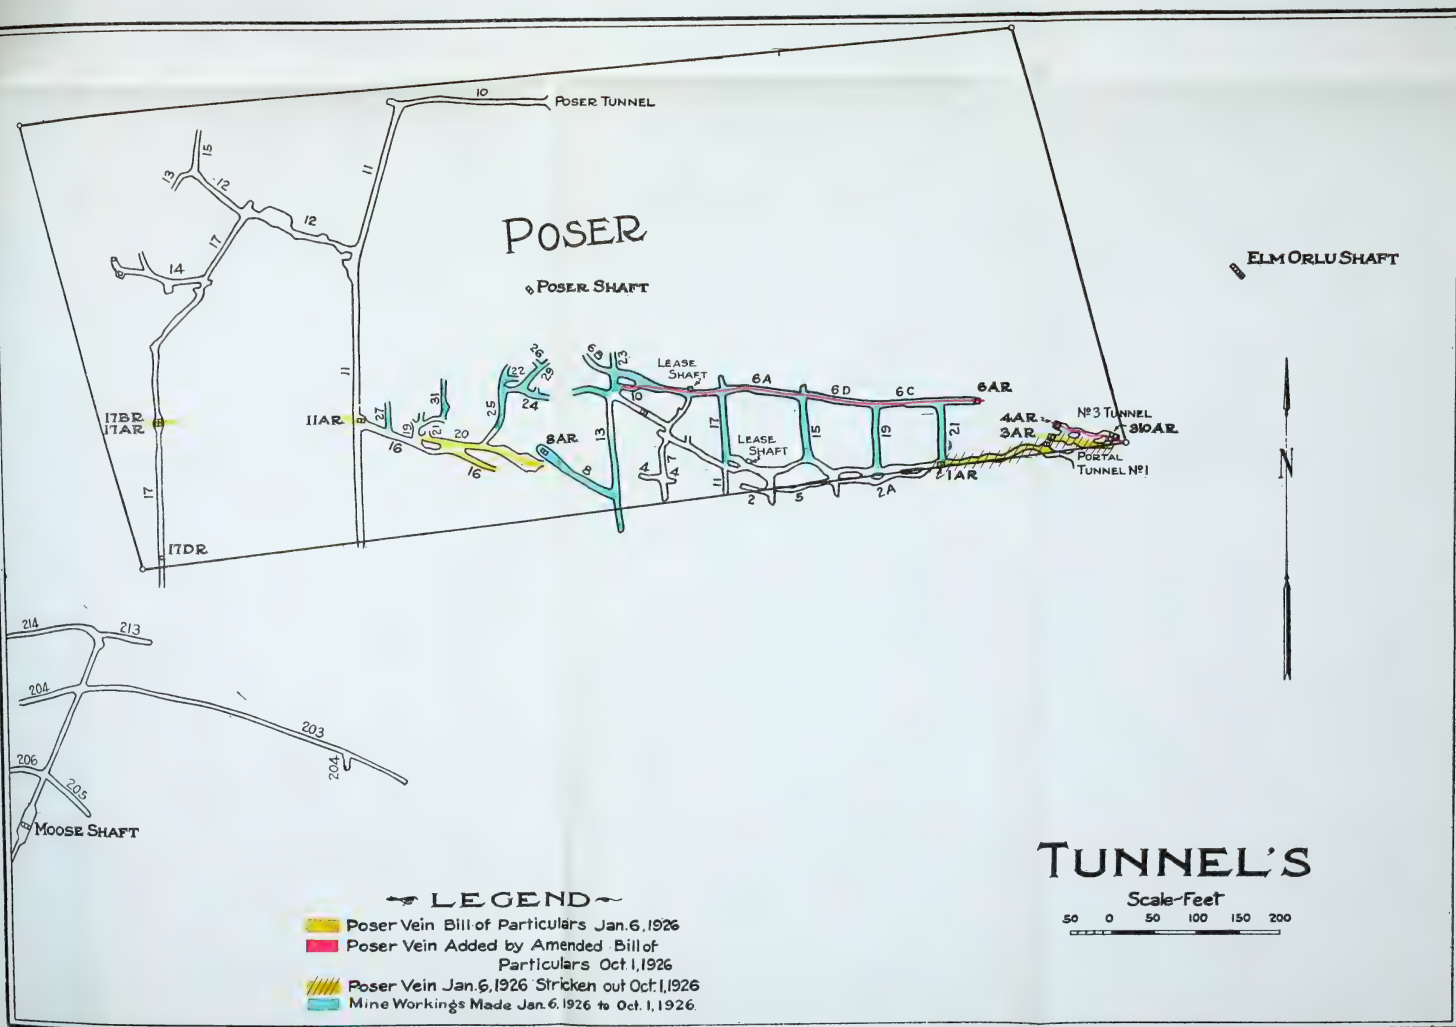 10
POSER TUNNEL
15
13
12
11
12
17
POSER
14
ELM ORLU SHAFT
POSER SHAFT
26
6B
23
LEASE
SHAFT
22
29
6A
6D
6C
6AR
11
31
25
24
10
27
19
21
17BR
17AR
11AR
20
8AR
13
17
15
19
21
4AR
Nº3 TUNNEL
310AR
3AR
16
16
8
4
4
7
LEASE
SHAFT
PORTAL
TUNNEL Nº1
N
17
11
2
5
2A
1AR
17DR
214
213
204
203
204
206
205
MOOSE SHAFT
TUNNEL'S
Scale-Feet
50 0 50 100 150 200
LEGEND
Poser Vein Bill of Particulars Jan. 6, 1926
Poser Vein Added by Amended Bill of
Particulars Oct. 1, 1926
Poser Vein Jan. 6, 1926 Stricken out Oct. 1, 1926
Mine Workings Made Jan. 6, 1926 to Oct. 1, 1926.